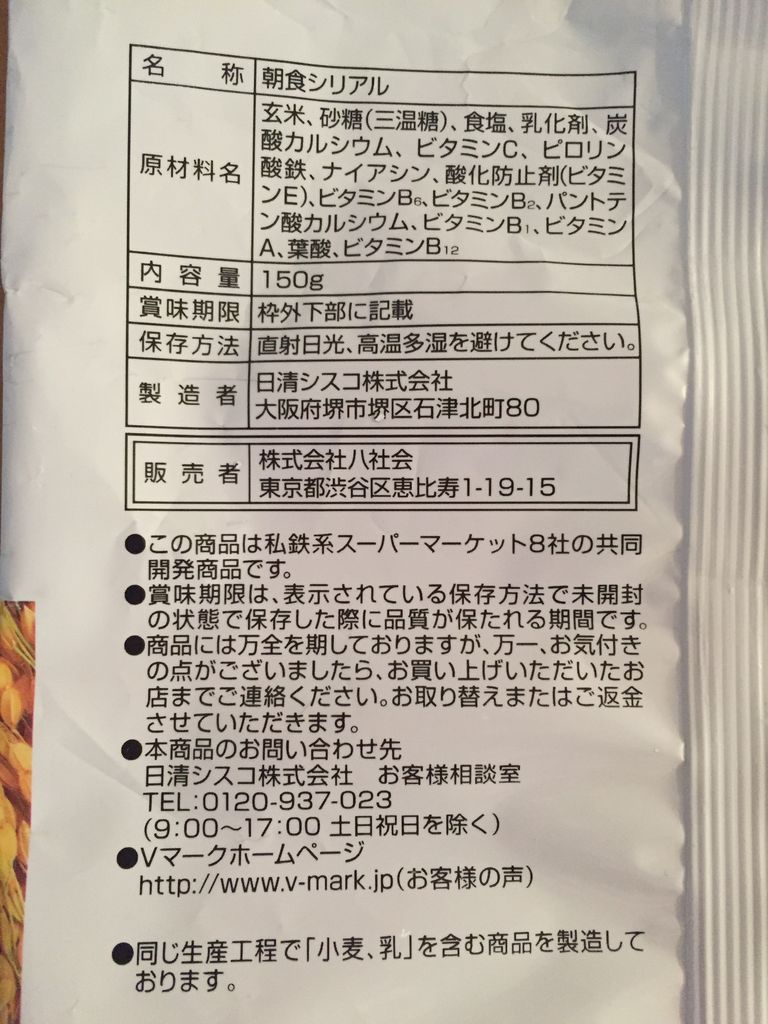 名称 朝食シリアル
原材料名 玄米、砂糖(三温糖)、食塩、乳化剤、炭
酸カルシウム、ビタミンC、ピロリン
酸鉄、ナイアシン、酸化防止剤(ビタミ
ンE)、ビタミンB6、ビタミンB2、パントテ
ン酸カルシウム、ビタミンB1、ビタミン
A、葉酸、ビタミンB12
内容量 150g
賞味期限 枠外下部に記載
保存方法 直射日光、高温多湿を避けてください。
製造者 日清シスコ株式会社
大阪府堺市堺区石津北町80
販売者 株式会社八社会
東京都渋谷区恵比寿1-19-15
●この商品は私鉄系スーパーマーケット8社の共同
開発商品です。
●賞味期限は、表示されている保存方法で未開封
の状態で保存した際に品質が保たれる期間です。
●商品には万全を期しておりますが、万一、お気付き
の点がございましたら、お買い上げいただいたお
店までご連絡ください。お取り替えまたはご返金
させていただきます。
●本商品のお問い合わせ先
日清シスコ株式会社 お客様相談室
TEL:0120-937-023
(9:00〜17:00 土日祝日を除く)
●Vマークホームページ
http://www.v-mark.jp(お客様の声)
●同じ生産工程で「小麦、乳」を含む商品を製造して
おります。